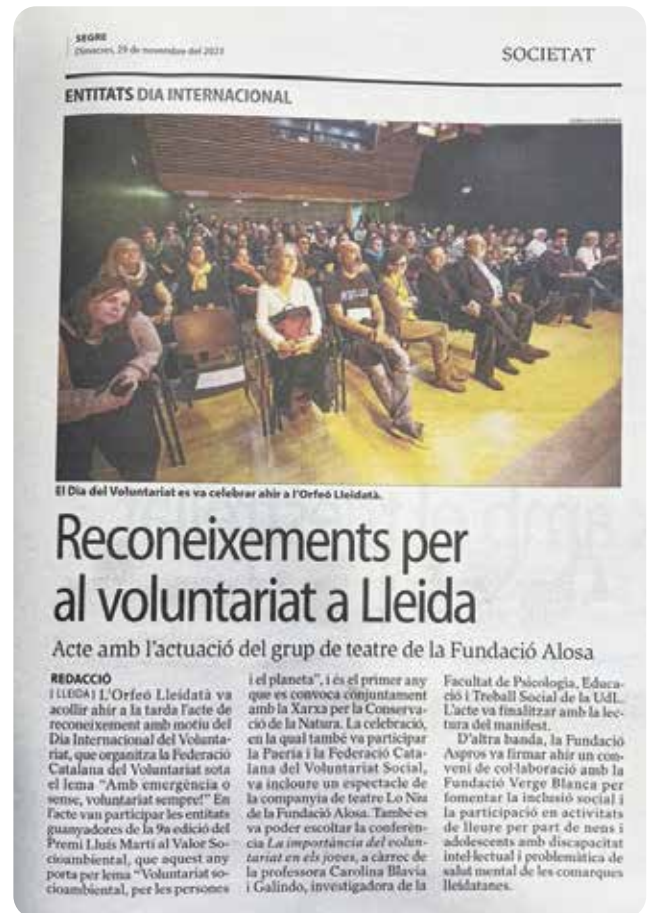 SEGRE
Dimecres, 29 de novembre del 2023
SOCIETAT
ENTITATS DIA INTERNACIONAL
El Dia del Voluntariat es va celebrar ahir a l'Orfeó Lleidatà.
Reconeixements per
al voluntariat a Lleida
Acte amb l'actuació del grup de teatre de la Fundació Alosa
REDACCIÓ
❘ LLEIDA ❘ L'Orfeó Lleidatà va
acollir ahir a la tarda l'acte de
reconeixement amb motiu del
Dia Internacional del Volunta-
riat, que organitza la Federació
Catalana del Voluntariat sota
el lema "Amb emergència o
sense, voluntariat sempre!" En
l'acte van participar les entitats
guanyadores de la 9a edició del
Premi Lluís Martí al Valor So-
cioambiental, que aquest any
porta per lema "Voluntariat so-
cioambiental, per les persones
i el planeta", i és el primer any
que es convoca conjuntament
amb la Xarxa per la Conserva-
ció de la Natura. La celebració,
en la qual també va participar
la Paeria i la Federació Cata-
lana del Voluntariat Social,
va incloure un espectacle de
la companyia de teatre Lo Niu
de la Fundació Alosa. També es
va poder escoltar la conferèn-
cia La importància del volun-
tariat en els joves, a càrrec de
la professora Carolina Blavia
i Galindo, investigadora de la
Facultat de Psicologia, Educa-
ció i Treball Social de la UdL.
L'acte va finalitzar amb la lec-
tura del manifest.
D'altra banda, la Fundació
Aspros va firmar ahir un con-
veni de col·laboració amb la
Fundació Verge Blanca per
fomentar la inclusió social i
la participació en activitats
de lleure per part de nens i
adolescents amb discapacitat
intel·lectual i problemàtica de
salut mental de les comarques
lleidatanes.